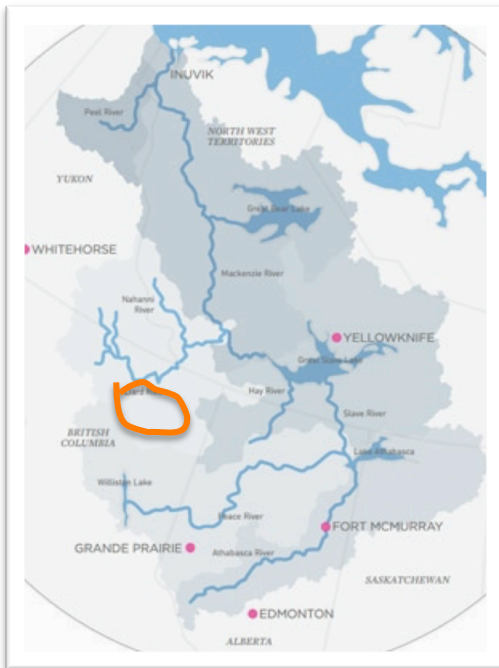 INUVIK
Peel River
NORTH WEST
TERRITORIES
YUKON
Great Bear Lake
WHITEHORSE
Mackenzie River
Nahanni
River
YELLOWKNIFE
Great Slave Lake
Hay River
Slave River
BRITISH
COLUMBIA
Lake Athabasca
Williston Lake
Peace River
FORT MCMURRAY
GRANDE PRAIRIE
Athabasca River
SASKATCHEWAN
EDMONTON
ALBERTA